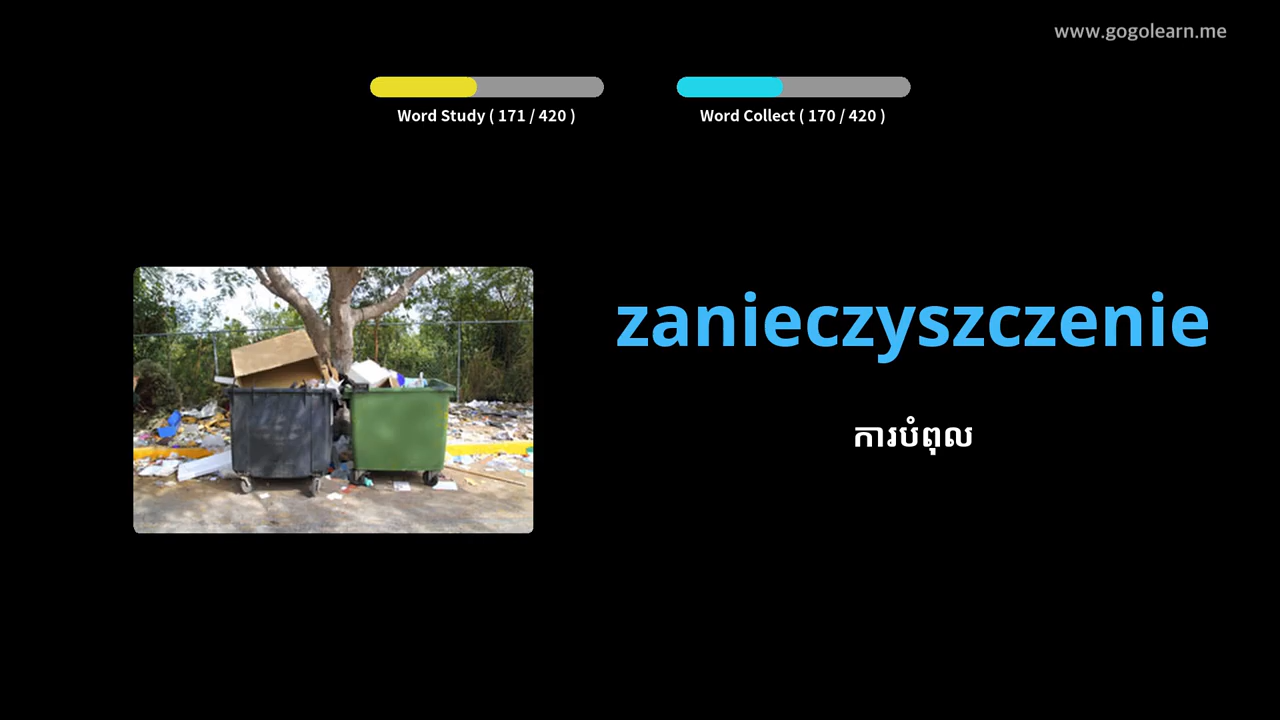 www.gogolearn.me
Word Study ( 171 / 420 )
Word Collect ( 170 / 420 )
zanieczyszczenie
ការបំពុល